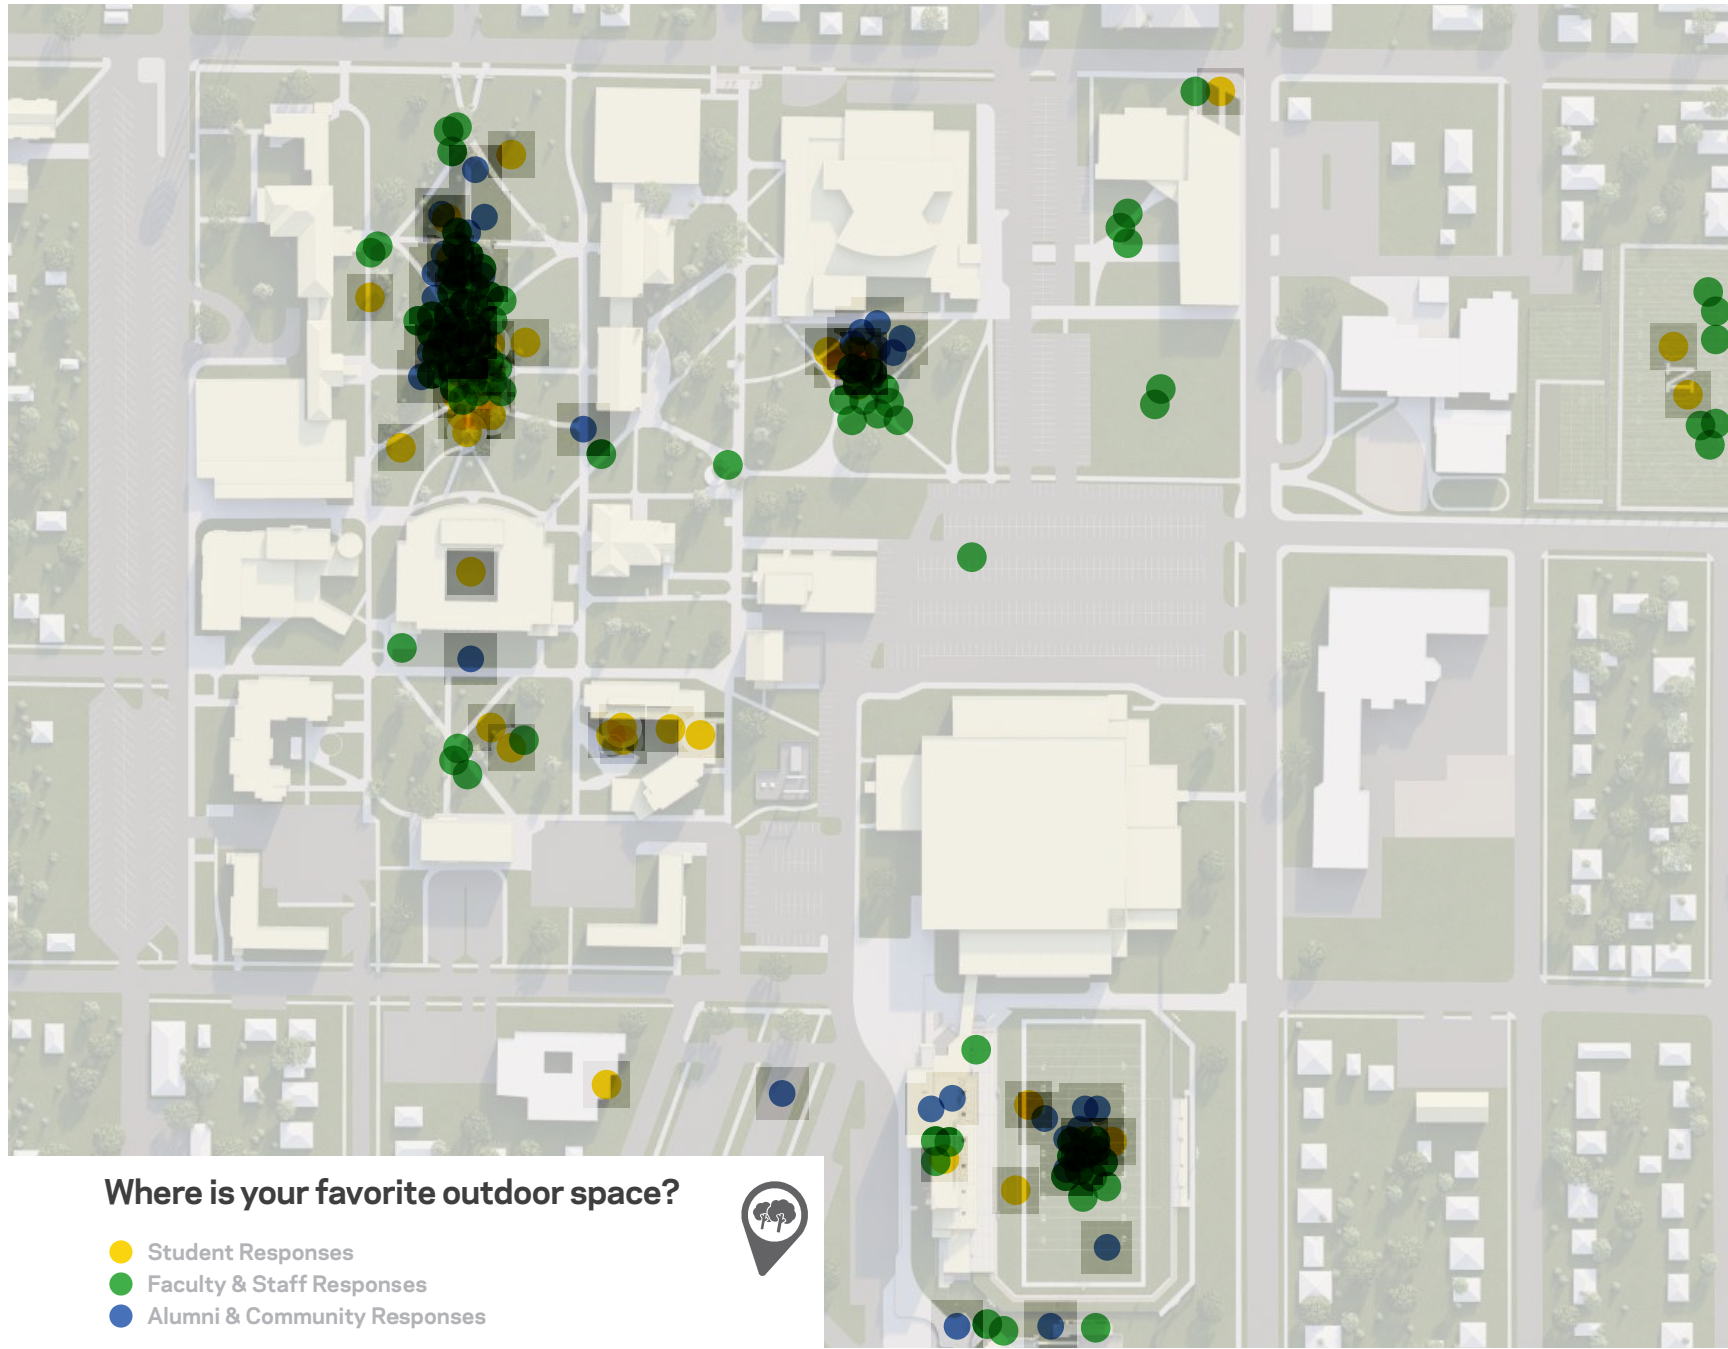 Where is your favorite outdoor space?
Student Responses
Faculty & Staff Responses
Alumni & Community Responses